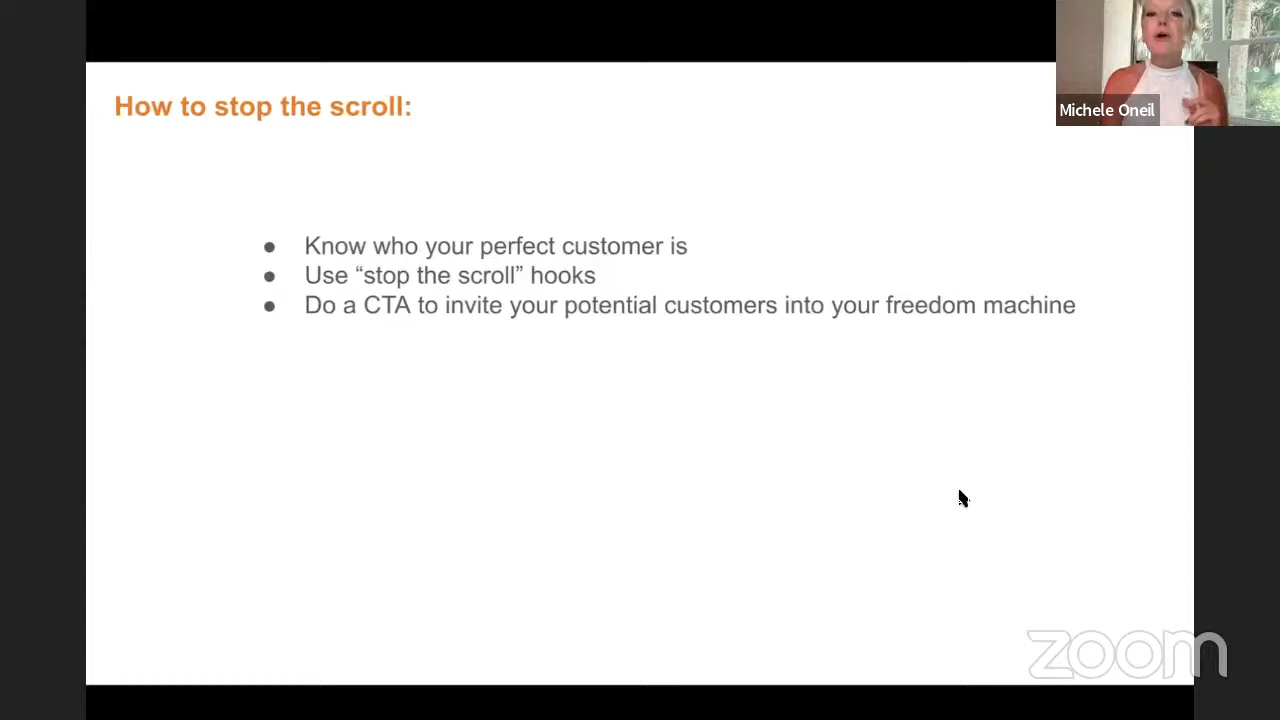 How to stop the scroll:
Michele Oneil
● Know who your perfect customer is
● Use “stop the scroll” hooks
● Do a CTA to invite your potential customers into your freedom machine
zoom